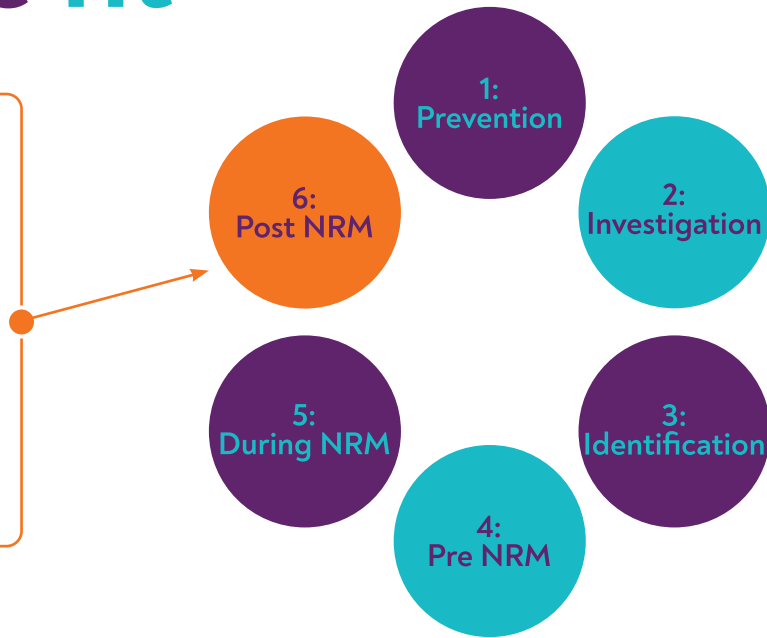 1:
Prevention
2:
Investigation
3:
Identification
4:
Pre NRM
5:
During NRM
6:
Post NRM